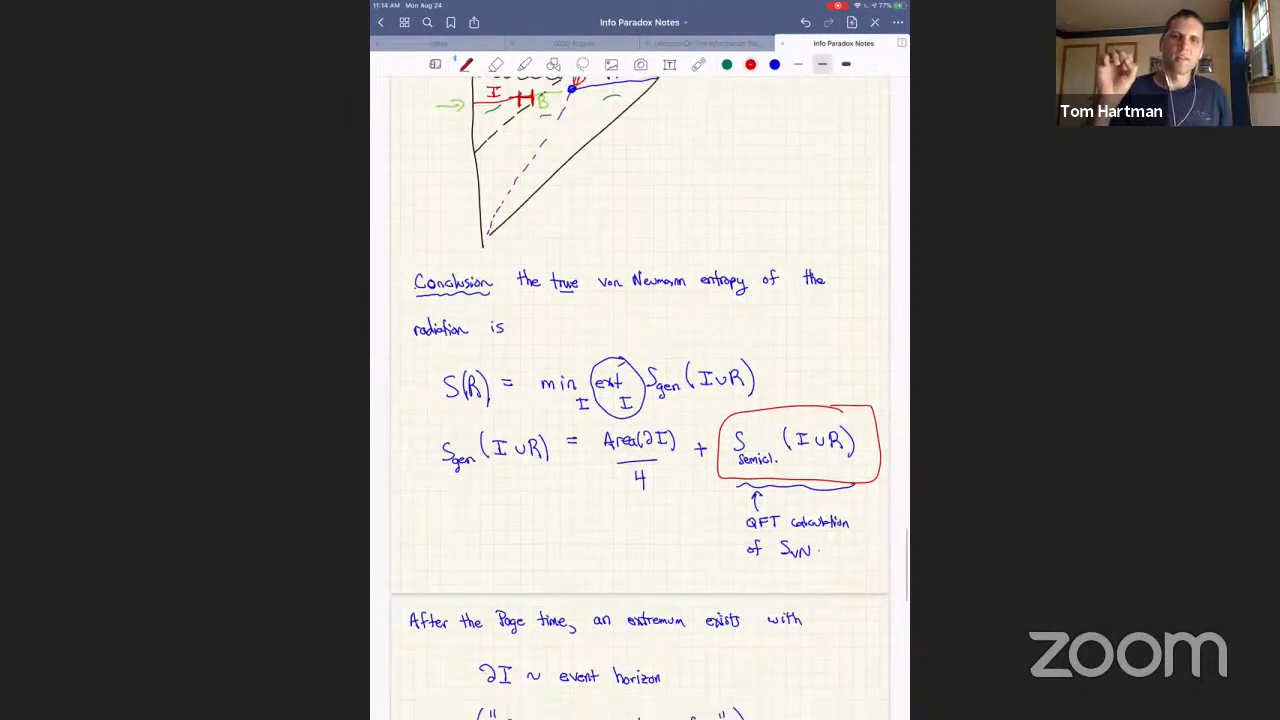 11:14 AM Mon Aug 24
77%
Info Paradox Notes
Info Paradox Notes
Tom Hartman
I
B
Conclusion the true von Neumann entropy of the
radiation is
S(R) = min ext Sgen (I∪R)
I I
Sgen (I∪R) = Area(∂I) / 4 + Ssemicl. (I∪R)
QFT calculation
of SvN.
After the Page time, an extremum exists with
∂I ~ event horizon
zoom